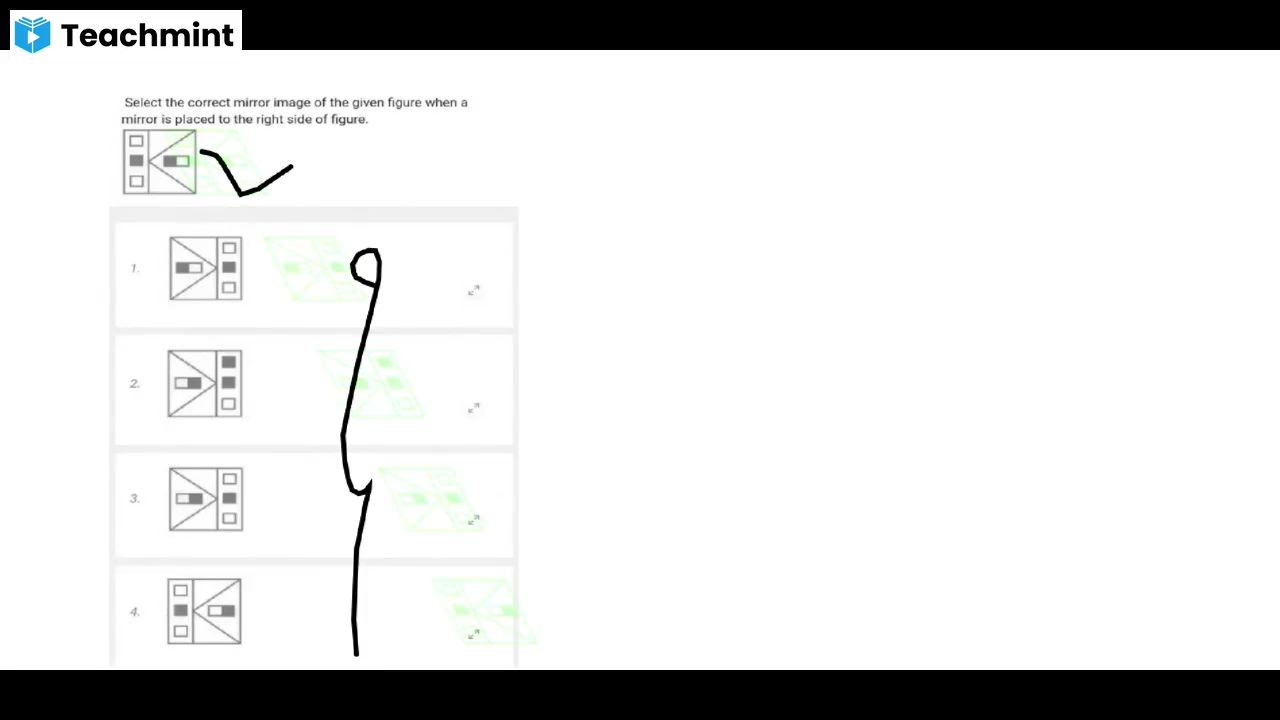 Teachmint
Select the correct mirror image of the given figure when a
mirror is placed to the right side of figure.
1.
2.
3.
4.